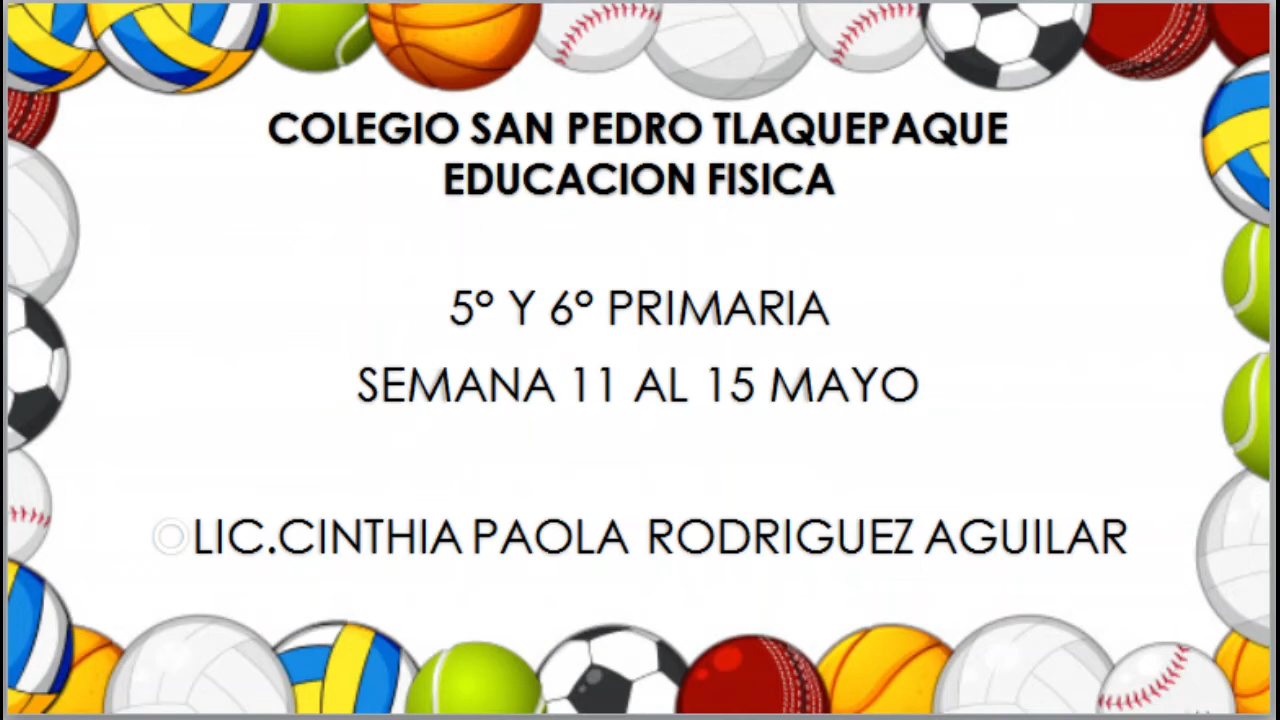 COLEGIO SAN PEDRO TLAQUEPAQUE
EDUCACION FISICA
5° Y 6° PRIMARIA
SEMANA 11 AL 15 MAYO
LIC.CINTHIA PAOLA RODRIGUEZ AGUILAR